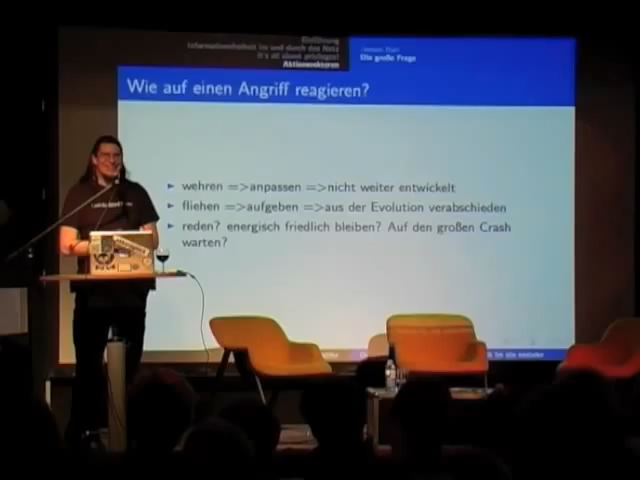 Einführung
Informationsfreiheit im und durch das Netz
It's all about privileges!
Aktionsvektoren
Die große Frage
Wie auf einen Angriff reagieren?
wehren =>anpassen =>nicht weiter entwickelt
fliehen =>aufgeben =>aus der Evolution verabschieden
reden? energisch friedlich bleiben? Auf den großen Crash
warten?